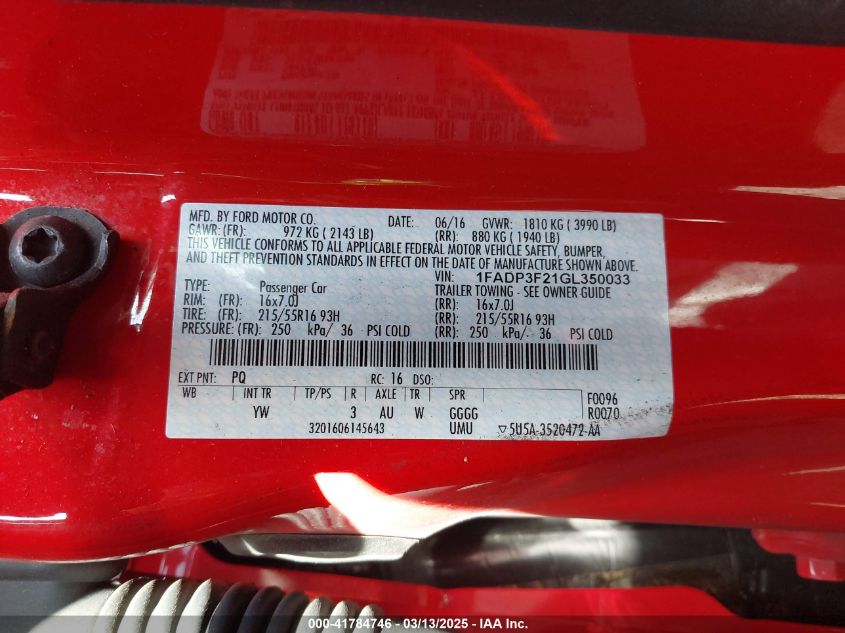 MFD. BY FORD MOTOR CO. DATE: 06/16 GVWR: 1810 KG ( 3990 LB)
GAWR: (FR): 972 KG ( 2143 LB) (RR): 880 KG ( 1940 LB)
THIS VEHICLE CONFORMS TO ALL APPLICABLE FEDERAL MOTOR VEHICLE SAFETY, BUMPER,
AND THEFT PREVENTION STANDARDS IN EFFECT ON THE DATE OF MANUFACTURE SHOWN ABOVE.
VIN: 1FADP3F21GL350033
TYPE: Passenger Car TRAILER TOWING - SEE OWNER GUIDE
RIM: (FR): 16x7.0J (RR): 16x7.0J
TIRE: (FR): 215/55R16 93H (RR): 215/55R16 93H
PRESSURE: (FR): 250 kPa/ 36 PSI COLD (RR): 250 kPa/ 36 PSI COLD
EXT PNT: PQ RC: 16 DSO:
WB INT TR TP/PS R AXLE TR SPR F0096
YW 3 AU W GGGG R0070
3201606145643 UMU ▽5U5A-3520472-AA
000-41784746 - 03/13/2025 - IAA Inc.